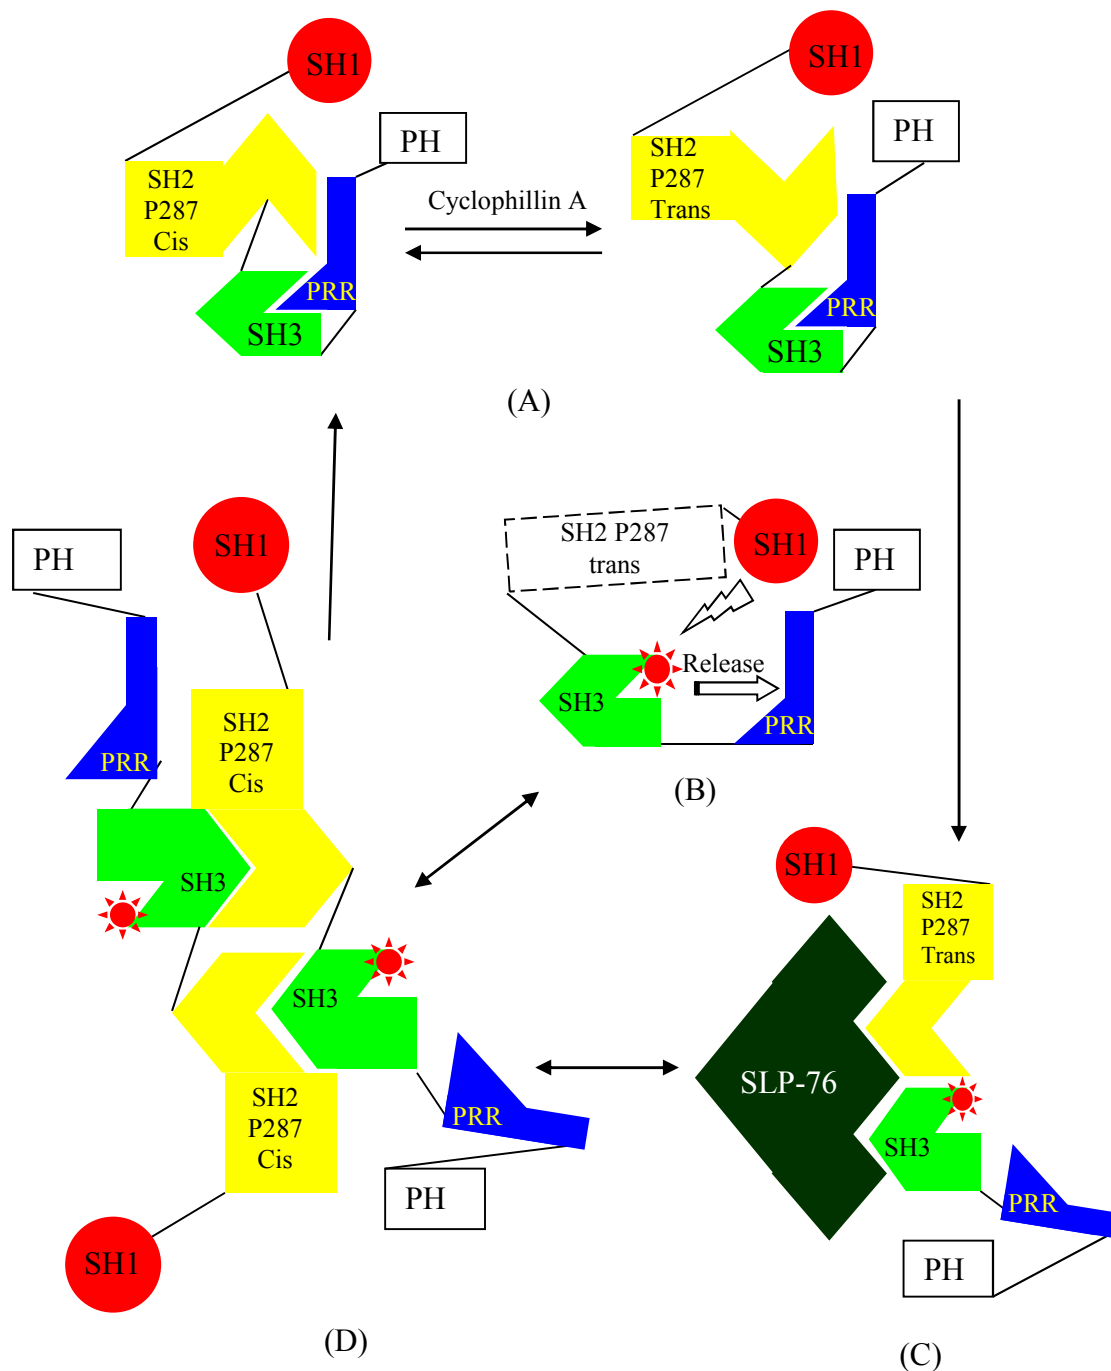 SH1
PH
SH2
P287
Cis
PRR
SH3
Cyclophillin A
SH1
PH
SH2
P287
Trans
PRR
SH3
(A)
PH
SH1
SH2
P287
Cis
PRR
SH3
SH3
PRR
SH2
P287
Cis
PH
SH1
(D)
SH2 P287
trans
SH1
PH
Release
SH3
PRR
(B)
SH1
SH2
P287
Trans
SLP-76
SH3
PRR
PH
(C)